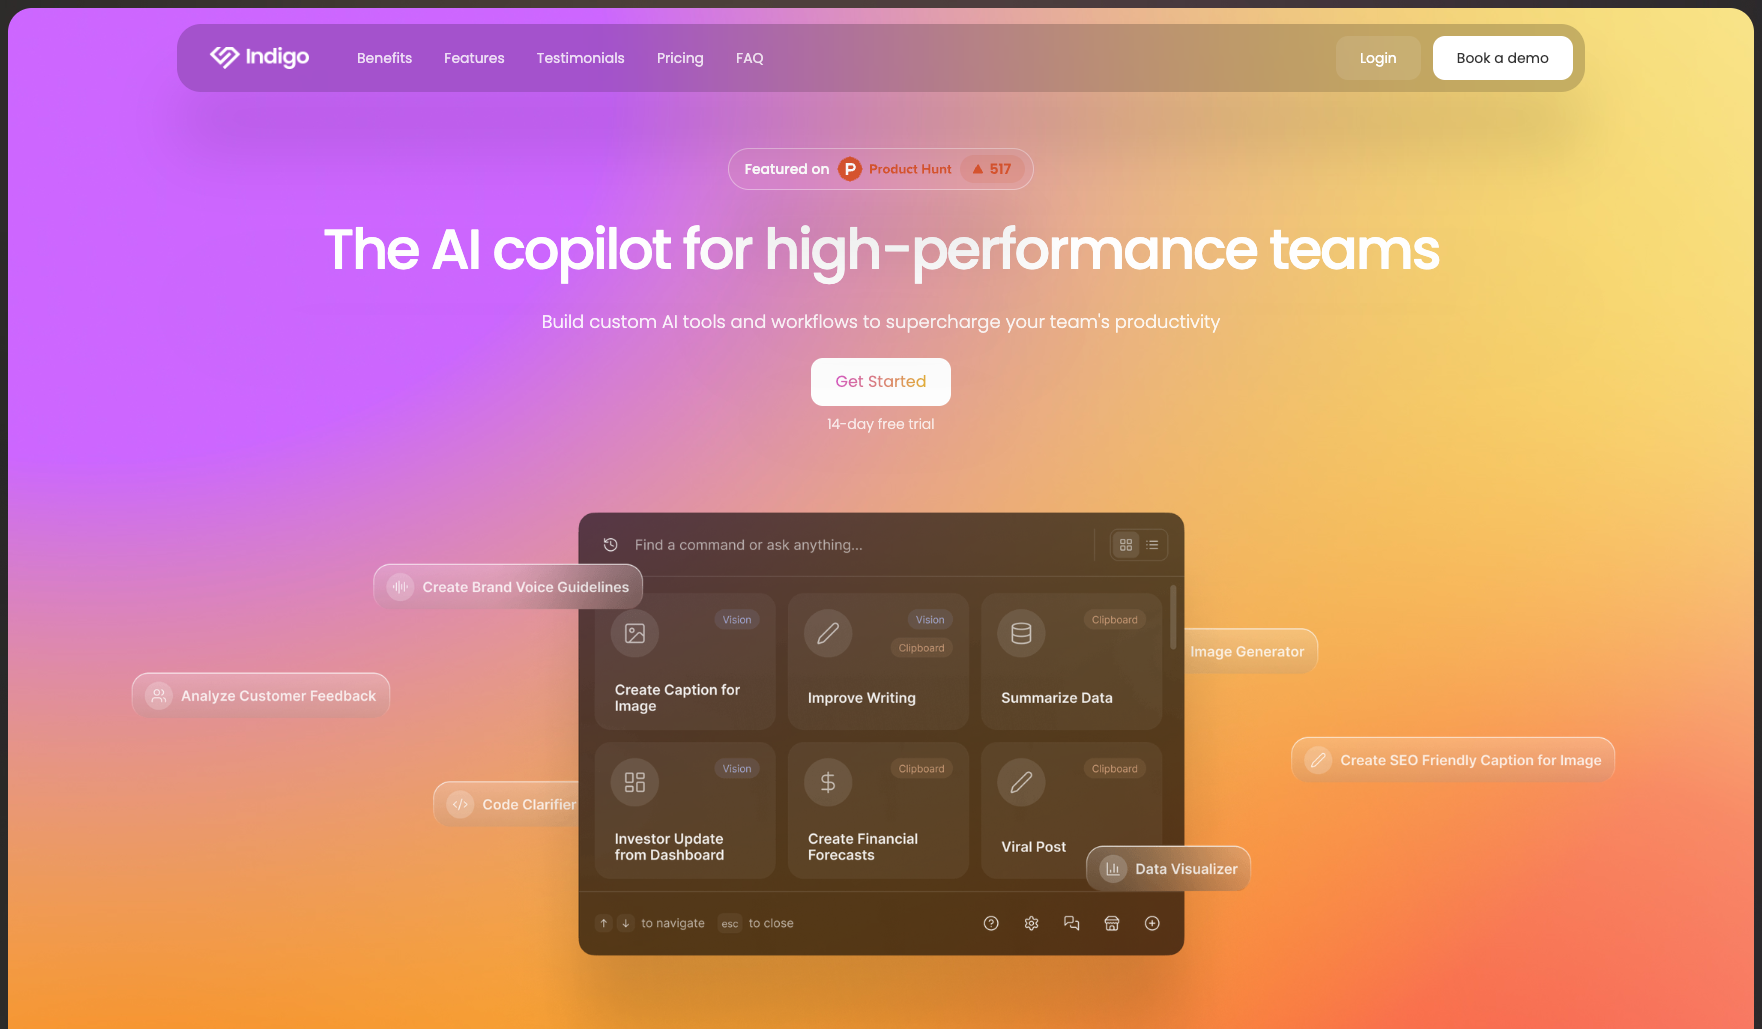 Indigo
Benefits
Features
Testimonials
Pricing
FAQ
Login
Book a demo
Featured on P Product Hunt ▲ 517
The AI copilot for high-performance teams
Build custom AI tools and workflows to supercharge your team's productivity
Get Started
14-day free trial
Find a command or ask anything...
Create Brand Voice Guidelines
Analyze Customer Feedback
Code Clarifier
Vision
Create Caption for
Image
Vision
Clipboard
Improve Writing
Clipboard
Summarize Data
Vision
Investor Update
from Dashboard
Clipboard
Create Financial
Forecasts
Clipboard
Viral Post
Image Generator
Create SEO Friendly Caption for Image
Data Visualizer
↑ ↓ to navigate esc to close